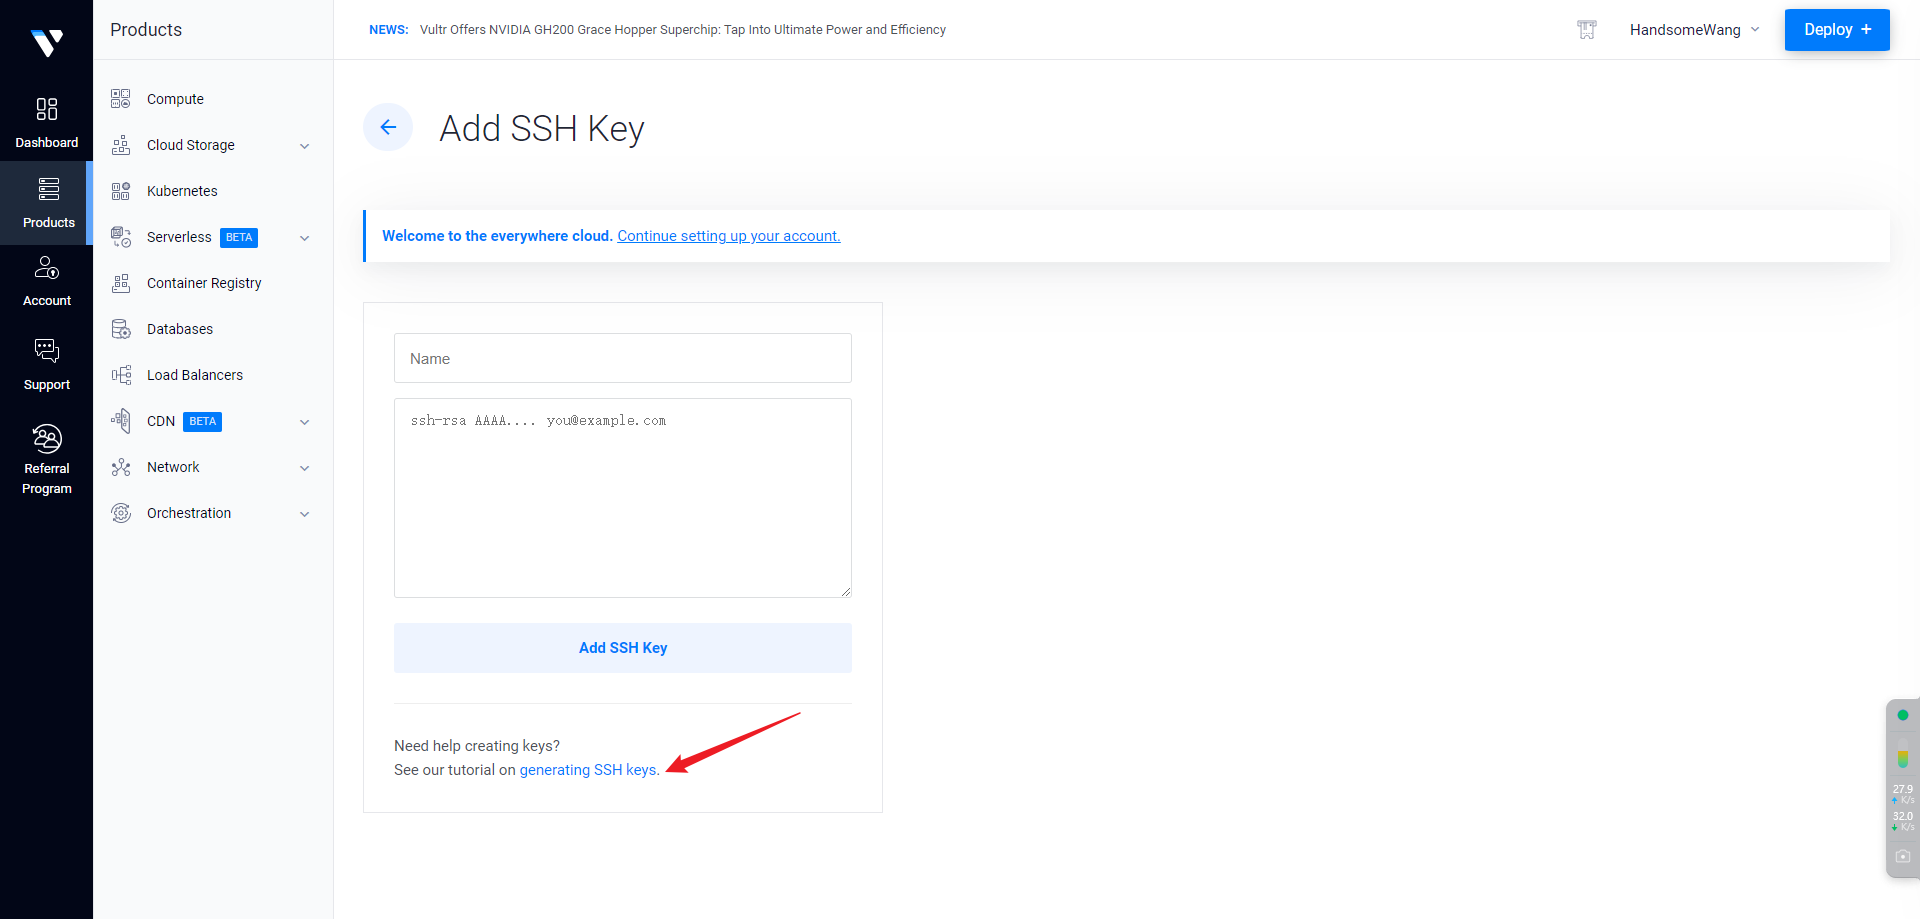 Products
NEWS: Vultr Offers NVIDIA GH200 Grace Hopper Superchip: Tap Into Ultimate Power and Efficiency
HandsomeWang
Deploy +
Dashboard
Products
Account
Support
Referral
Program
Compute
Cloud Storage
Kubernetes
Serverless BETA
Container Registry
Databases
Load Balancers
CDN BETA
Network
Orchestration
Add SSH Key
Welcome to the everywhere cloud. Continue setting up your account.
Name
ssh-rsa AAAA.... you@example.com
Add SSH Key
Need help creating keys?
See our tutorial on generating SSH keys.
27.9
K/s
32.0
K/s